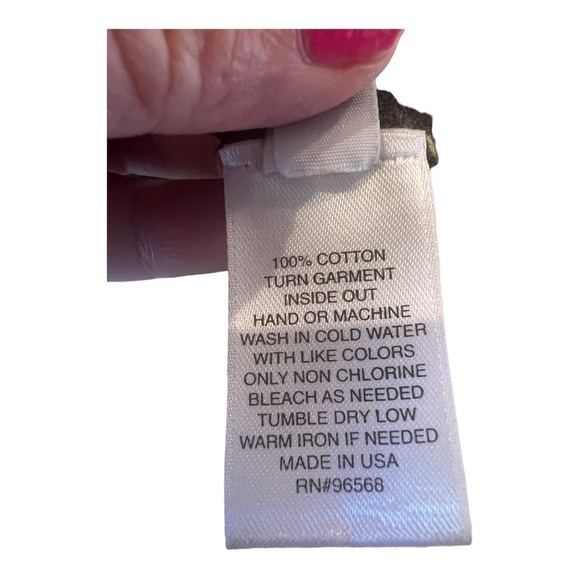 100% COTTON
TURN GARMENT
INSIDE OUT
HAND OR MACHINE
WASH IN COLD WATER
WITH LIKE COLORS
ONLY NON CHLORINE
BLEACH AS NEEDED
TUMBLE DRY LOW
WARM IRON IF NEEDED
MADE IN USA
RN#96568